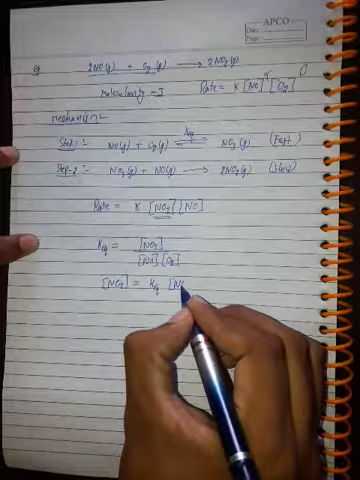 APCO
Date:
Page:
2NO(g) + O₂(g) ⟶ 2NO₂(g)
Molecularity = 3 Rate = K [NO] [O₂]
Mechanism
Step 1:- NO(g) + O₂(g) ⇌ NO₃(g) (Fast)
Keq
Step-2:- NO₃(g) + NO(g) ⟶ 2NO₂(g) (Slow)
Rate = K [NO₃] [NO]
Keq = [NO₃] / [NO] [O₂]
[NO₃] = Keq [N